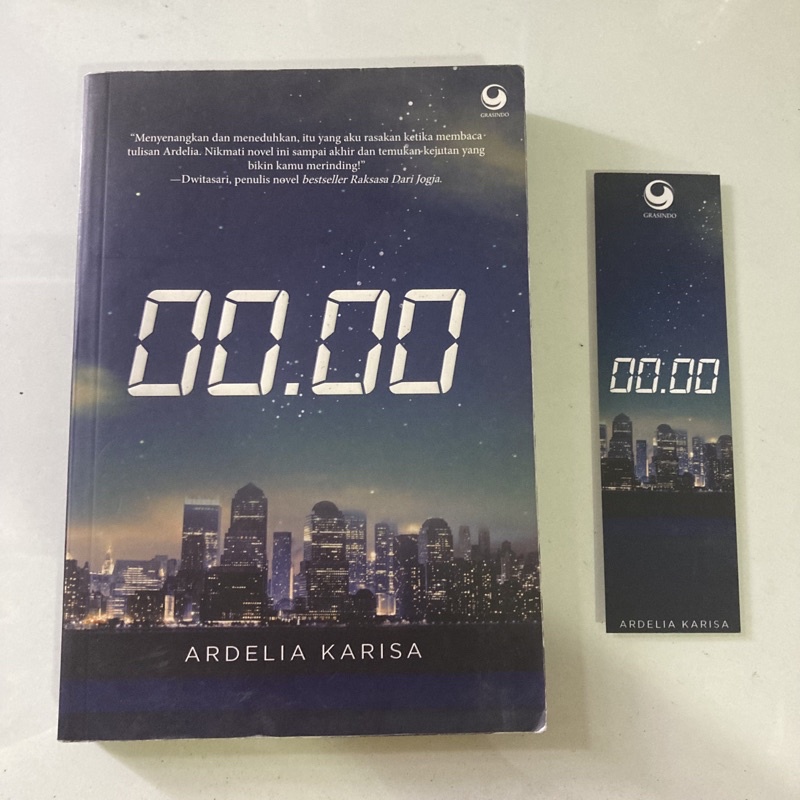 GRASINDO
“Menyenangkan dan meneduhkan, itu yang aku rasakan ketika membaca
tulisan Ardelia. Nikmati novel ini sampai akhir dan temukan kejutan yang
bikin kamu merinding!”
—Dwitasari, penulis novel bestseller Raksasa Dari Jogja.
00.00
ARDELIA KARISA
GRASINDO
00.00
ARDELIA KARISA